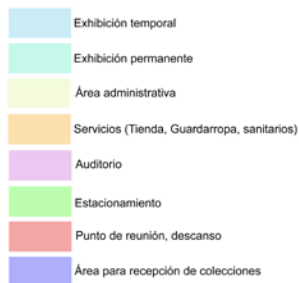 Exhibición temporal
Exhibición permanente
Área administrativa
Servicios (Tienda, Guardarropa, sanitarios)
Auditorio
Estacionamiento
Punto de reunión, descanso
Área para recepción de colecciones